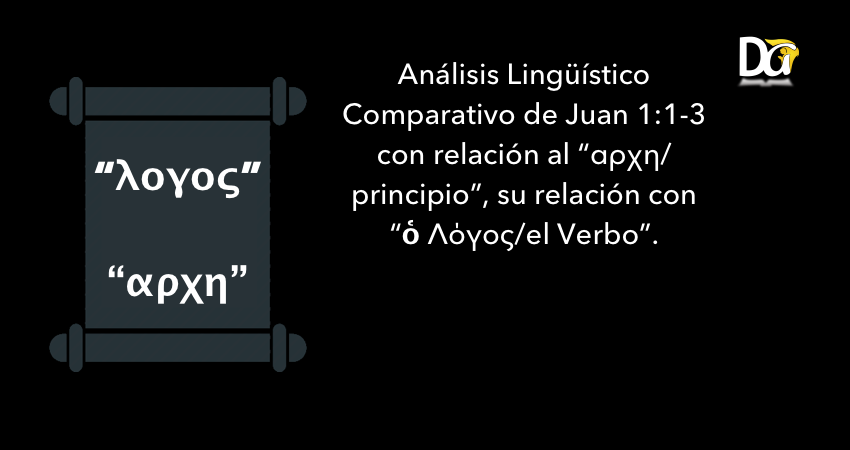 “λογος”
“αρχη”
Análisis Lingüístico
Comparativo de Juan 1:1-3
con relación al “αρχη/
principio”, su relación con
“ὁ Λόγος/el Verbo”.
DG